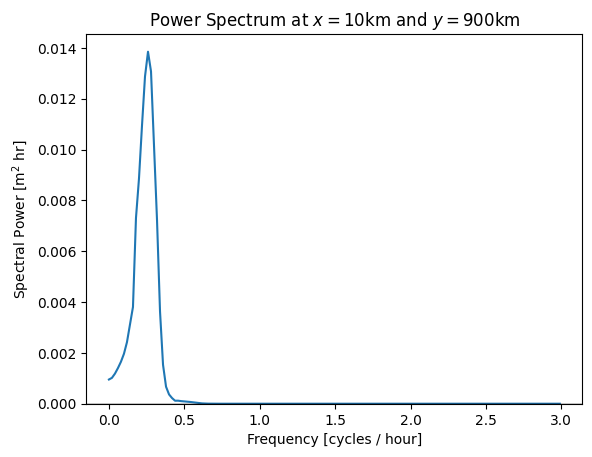 Power Spectrum at x = 10km and y = 900km
Spectral Power [m² hr]
0.014
0.012
0.010
0.008
0.006
0.004
0.002
0.000
0.0 0.5 1.0 1.5 2.0 2.5 3.0
Frequency [cycles / hour]